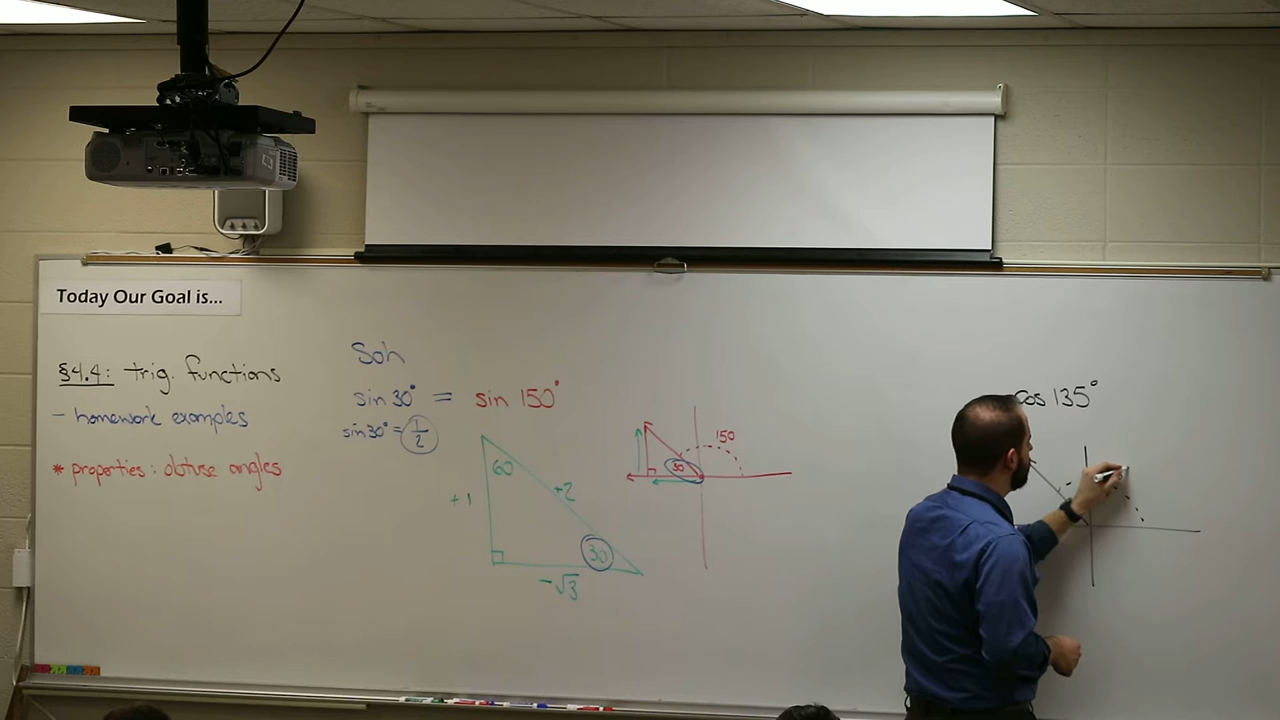 Today Our Goal is...
§4.4: trig. functions
- homework examples
* properties: obtuse angles
Soh
sin 30° = sin 150°
sin 30° = 1/2
60
+1
+2
30
-√3
150
30
cos 135°